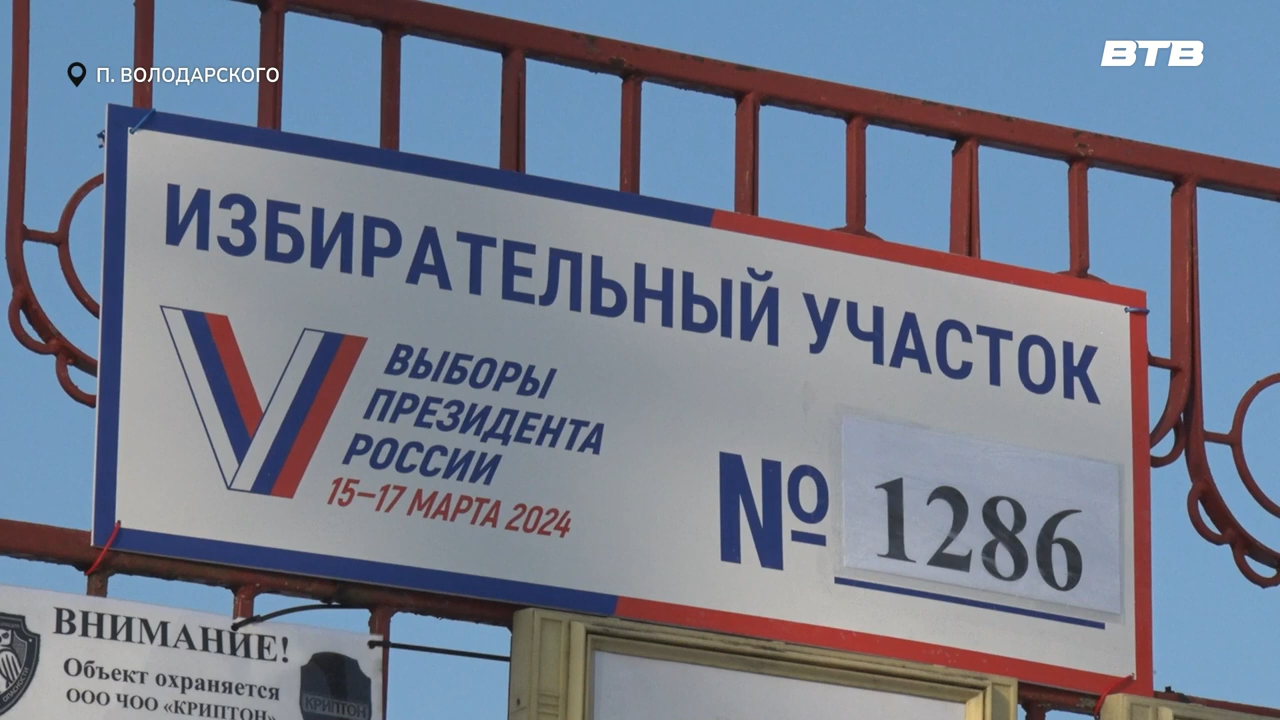 П. ВОЛОДАРСКОГО
ВТВ
ИЗБИРАТЕЛЬНЫЙ УЧАСТОК
ВЫБОРЫ
ПРЕЗИДЕНТА
РОССИИ
15–17 МАРТА 2024
№ 1286
ВНИМАНИЕ!
Объект охраняется
ООО ЧОО «КРИПТОН»
КРИПТОН